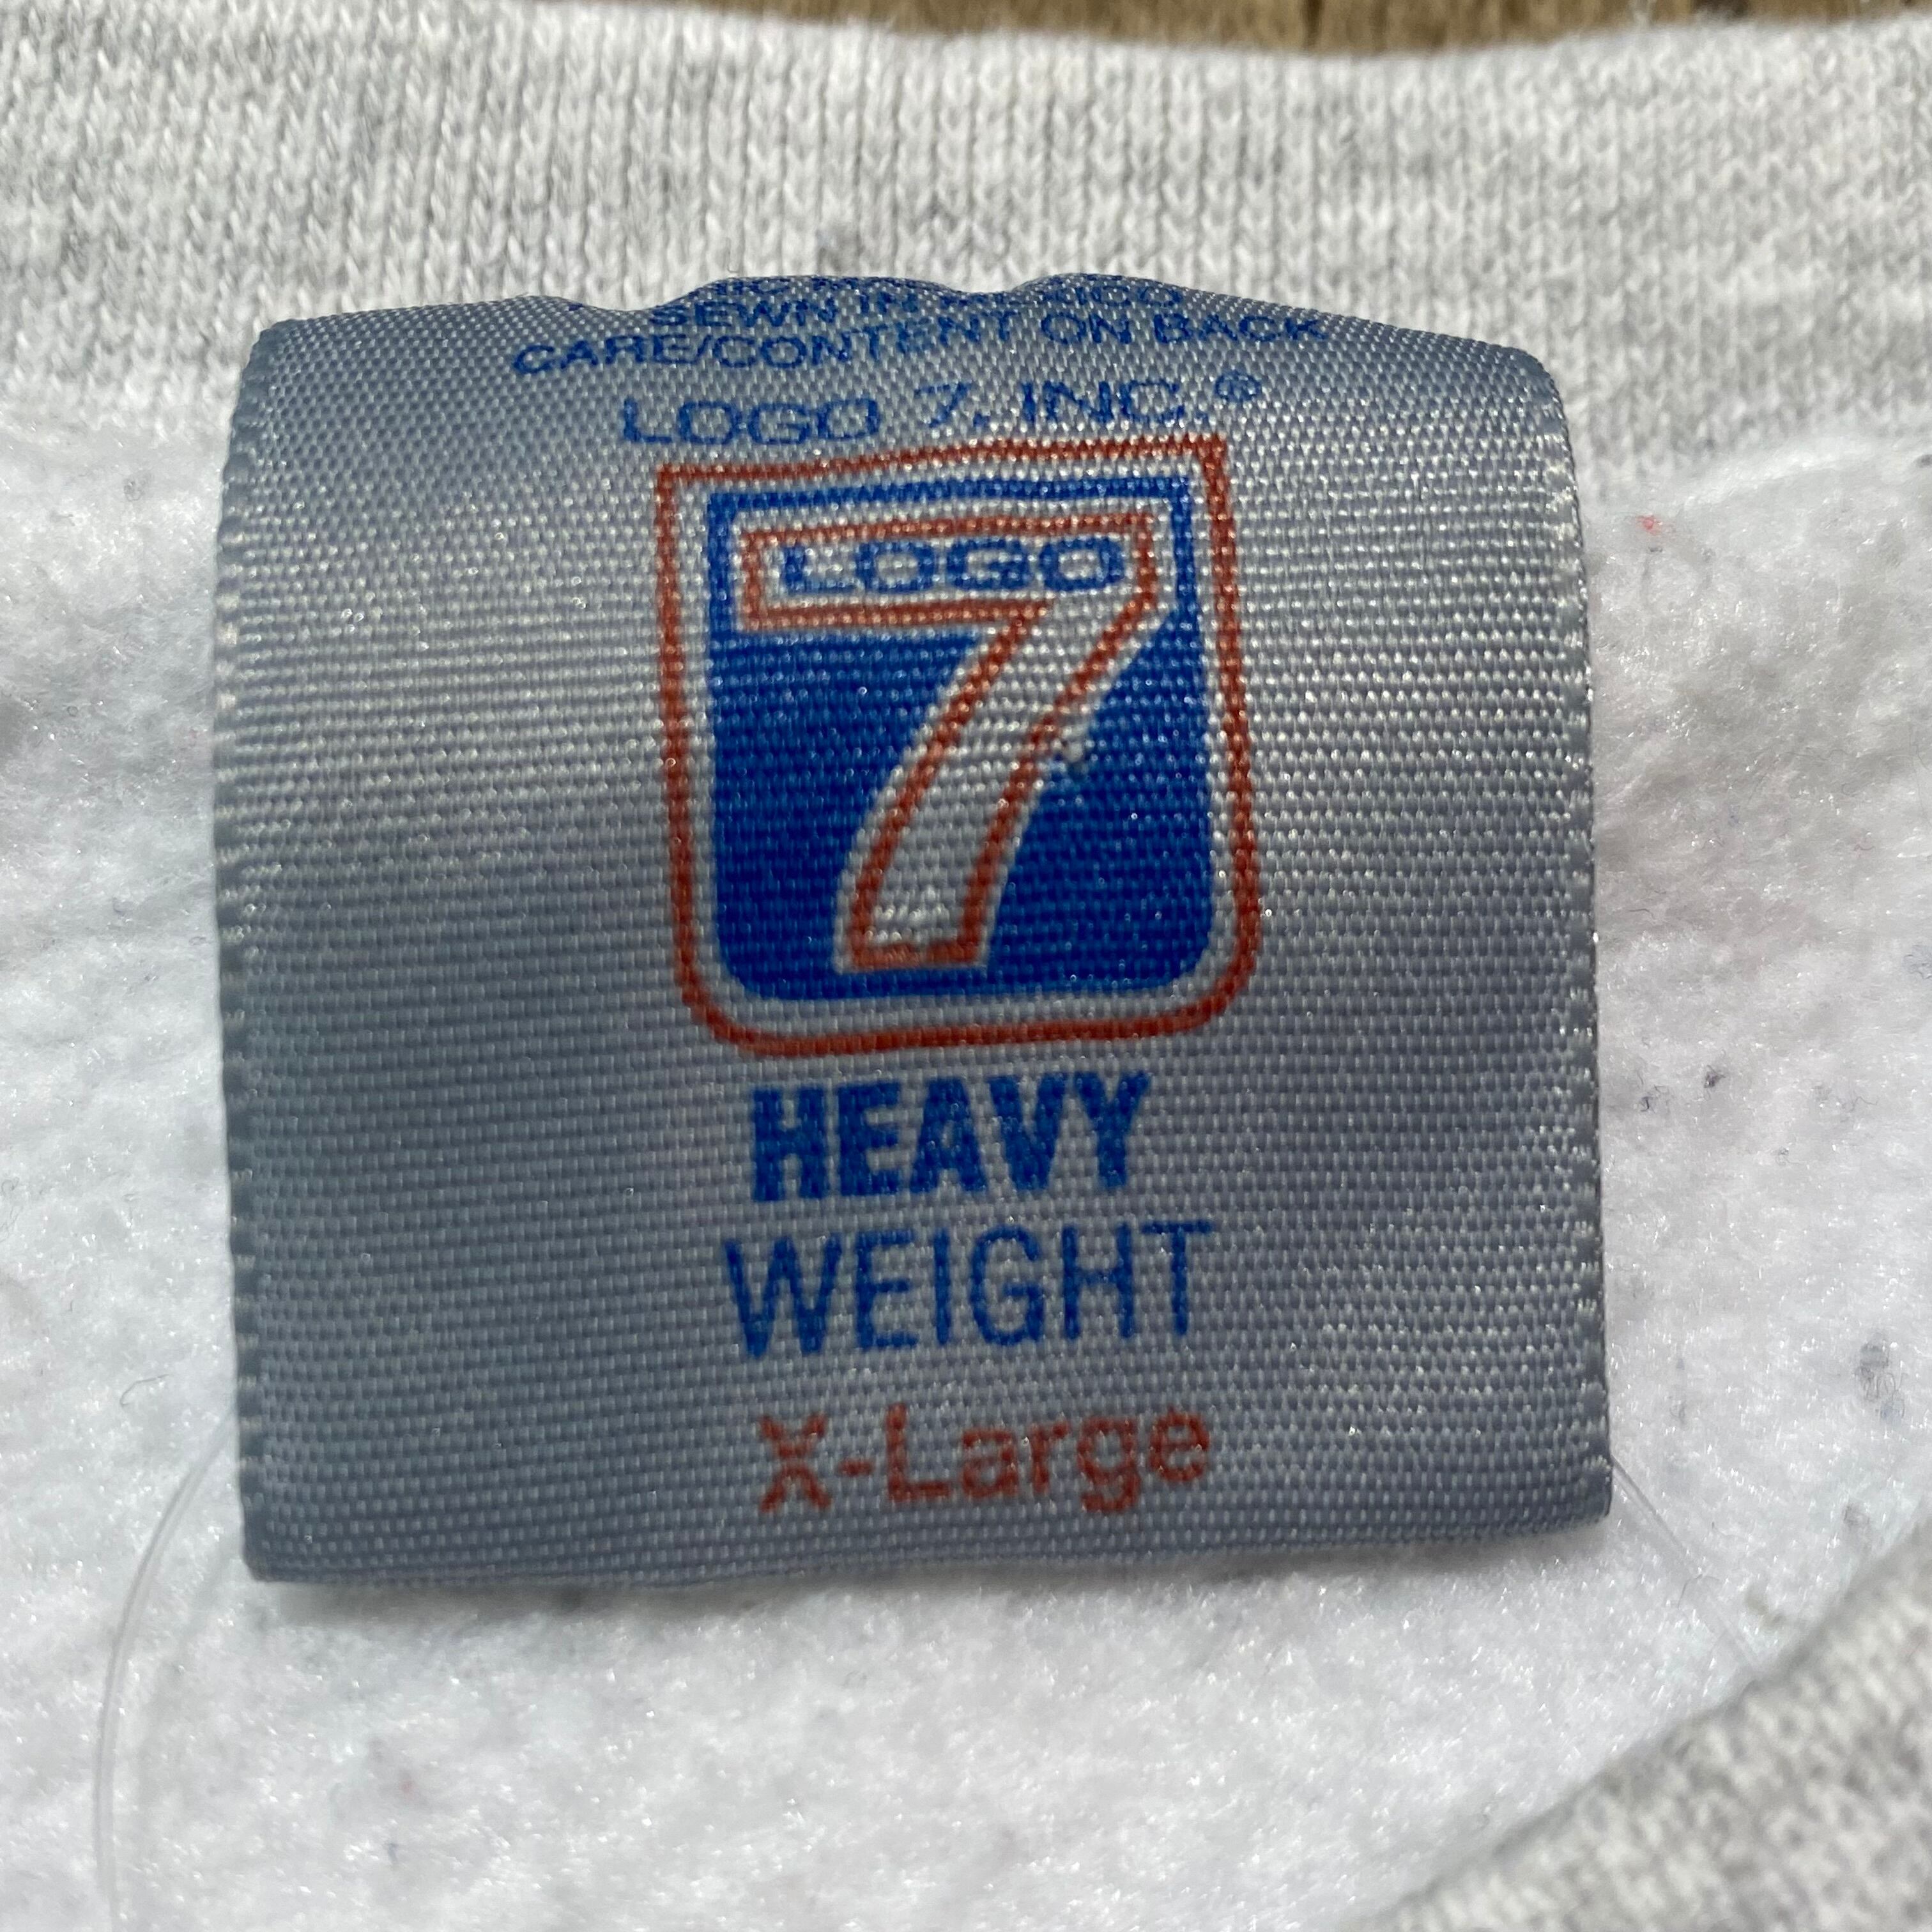 SEWN IN MEXICO
CARE/CONTENT ON BACK
LOGO 7, INC.®
LOGO
7
HEAVY
WEIGHT
X-Large